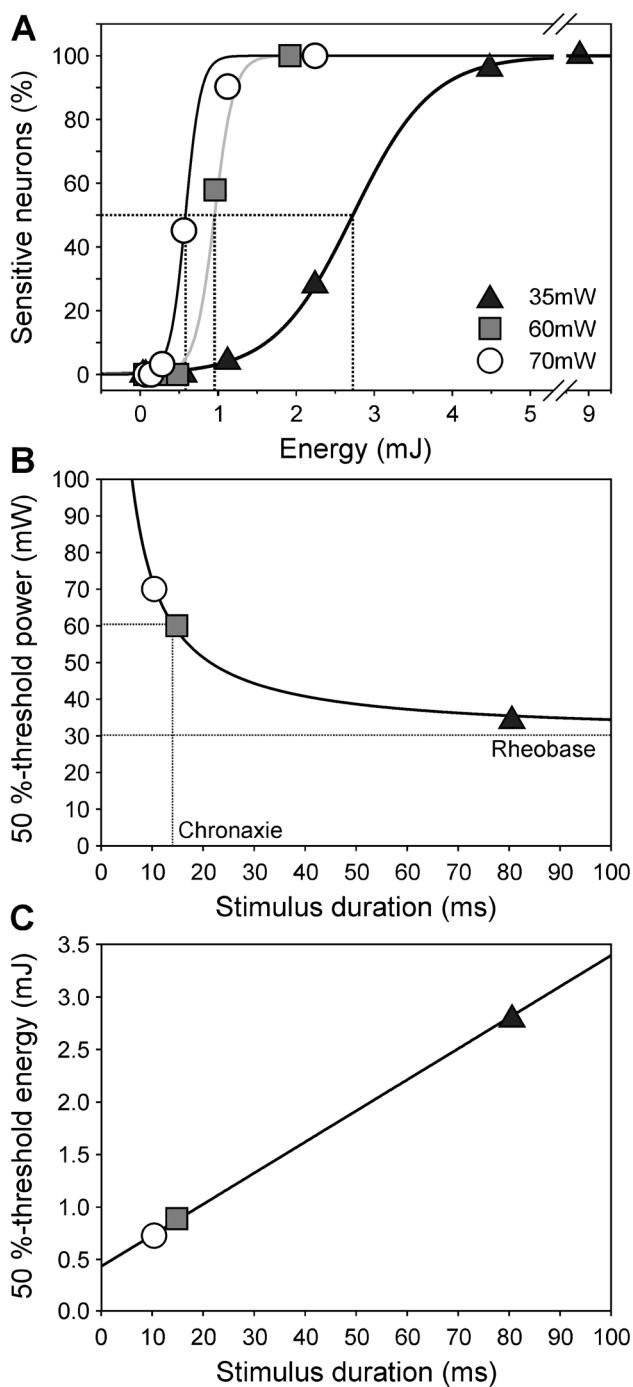 A
Sensitive neurons (%)
100
80
60
40
20
0
35mW
60mW
70mW
0 1 2 3 4 5 9
Energy (mJ)
B
50 %-threshold power (mW)
100
90
80
70
60
50
40
30
20
10
0
Rheobase
Chronaxie
0 10 20 30 40 50 60 70 80 90 100
Stimulus duration (ms)
C
50 %-threshold energy (mJ)
3.5
3.0
2.5
2.0
1.5
1.0
0.5
0.0
0 10 20 30 40 50 60 70 80 90 100
Stimulus duration (ms)